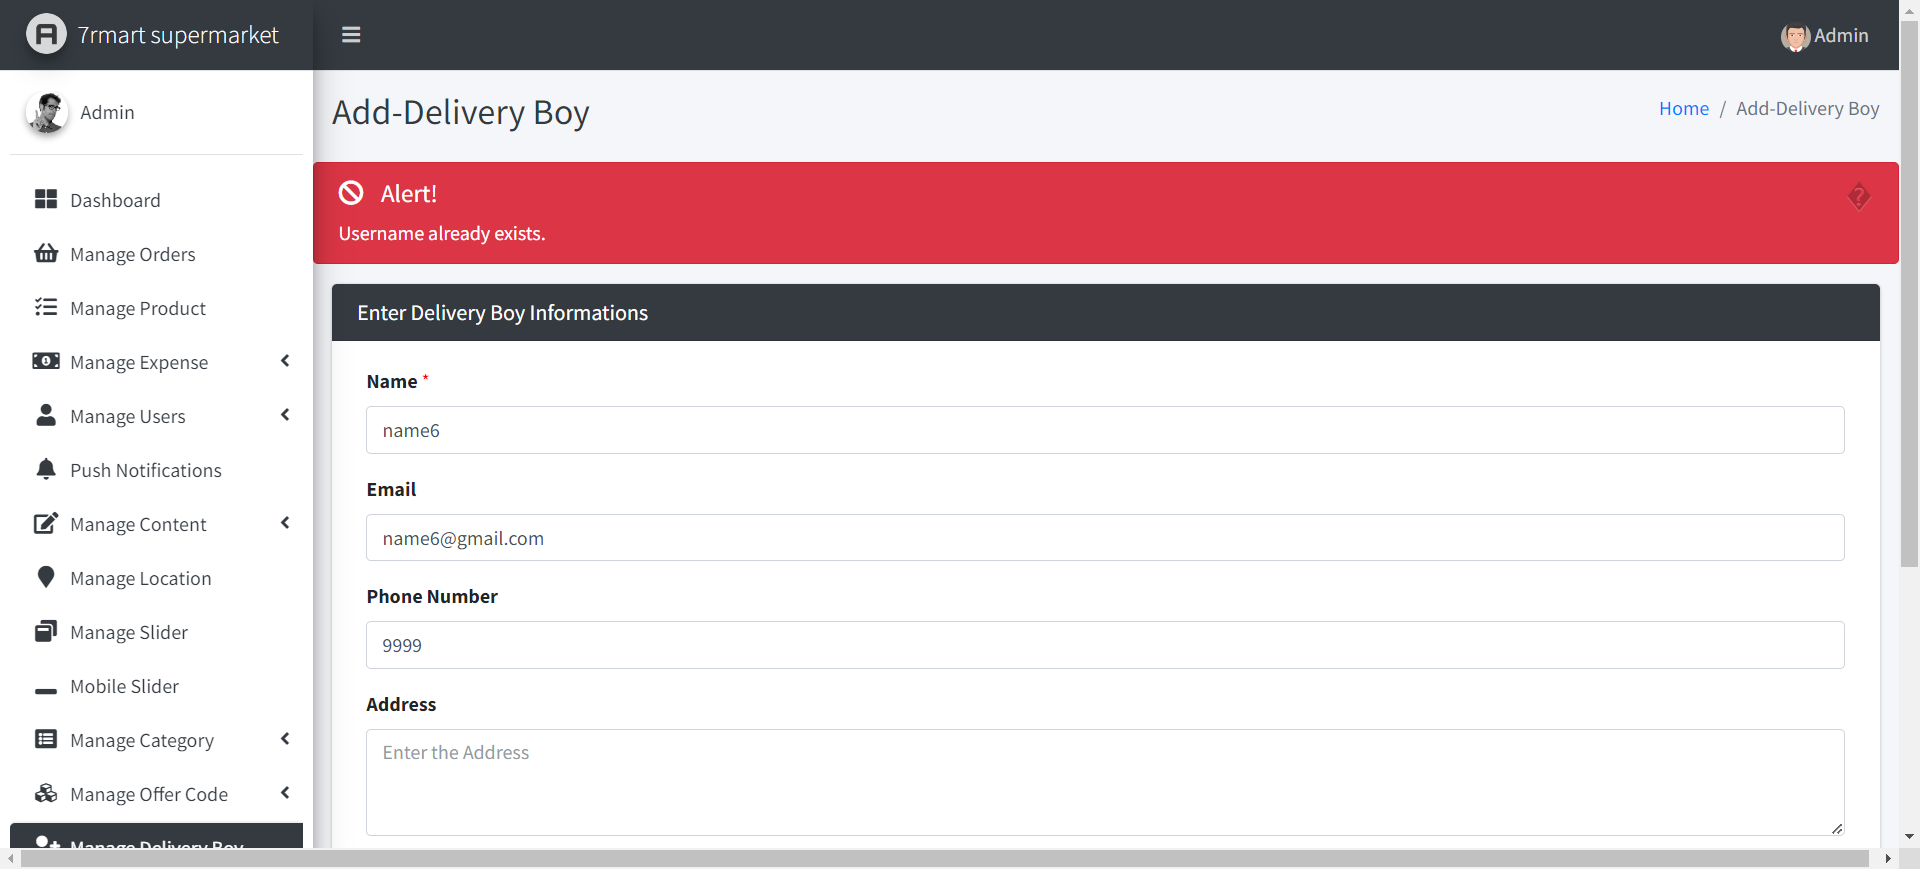 7rmart supermarket
Admin
Admin
Dashboard
Manage Orders
Manage Product
Manage Expense
Manage Users
Push Notifications
Manage Content
Manage Location
Manage Slider
Mobile Slider
Manage Category
Manage Offer Code
Manage Delivery Boy
Add-Delivery Boy
Home / Add-Delivery Boy
Alert!
Username already exists.
Enter Delivery Boy Informations
Name *
name6
Email
name6@gmail.com
Phone Number
9999
Address
Enter the Address